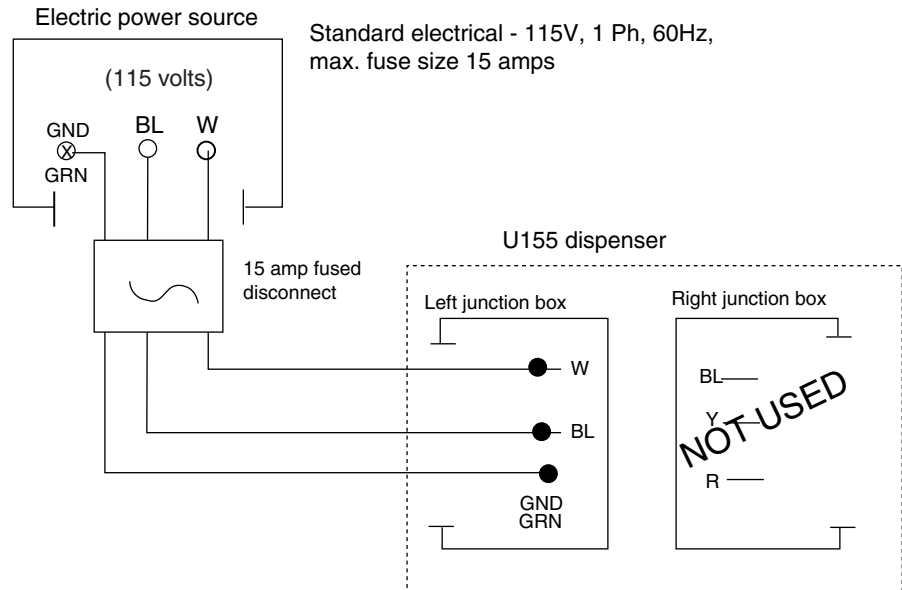 Electric power source
Standard electrical - 115V, 1 Ph, 60Hz,
max. fuse size 15 amps
(115 volts)
GND
BL
W
X
GRN
15 amp fused
disconnect
U155 dispenser
Left junction box
Right junction box
W
BL
GND
GRN
BL
Y
R
NOT USED